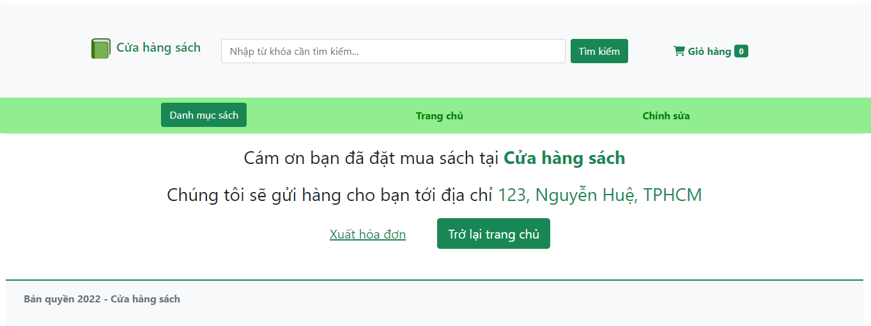 Cửa hàng sách
Nhập từ khóa cần tìm kiếm...
Tìm kiếm
Giỏ hàng 0
Danh mục sách
Trang chủ
Chỉnh sửa
Cám ơn bạn đã đặt mua sách tại Cửa hàng sách
Chúng tôi sẽ gửi hàng cho bạn tới địa chỉ 123, Nguyễn Huệ, TPHCM
Xuất hóa đơn
Trở lại trang chủ
Bản quyền 2022 - Cửa hàng sách